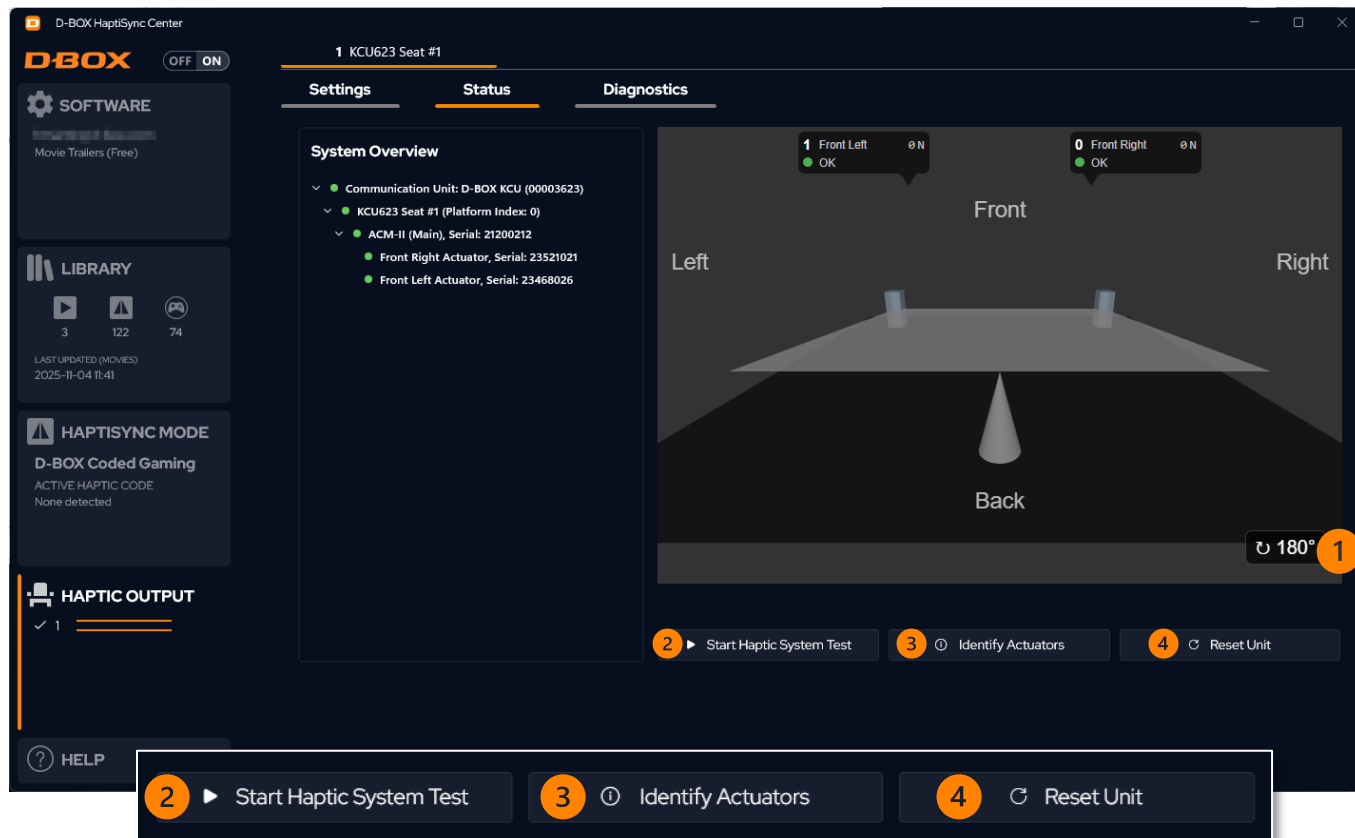 D-BOX HaptiSync Center
D-BOX
OFF ON
SOFTWARE
Movie Trailers (Free)
LIBRARY
3 122 74
LAST UPDATED (MOVIES)
2025-11-04 11:41
HAPTISYNC MODE
D-BOX Coded Gaming
ACTIVE HAPTIC CODE
None detected
HAPTIC OUTPUT
1
? HELP
1 KCU623 Seat #1
Settings Status Diagnostics
System Overview
Communication Unit: D-BOX KCU (00003623)
KCU623 Seat #1 (Platform Index: 0)
ACM-II (Main), Serial: 21200212
Front Right Actuator, Serial: 23521021
Front Left Actuator, Serial: 23468026
1 Front Left 0 N
OK
0 Front Right 0 N
OK
Front
Left Right
Back
↻ 180° 1
2 Start Haptic System Test 3 Identify Actuators 4 Reset Unit
2 Start Haptic System Test 3 Identify Actuators 4 Reset Unit